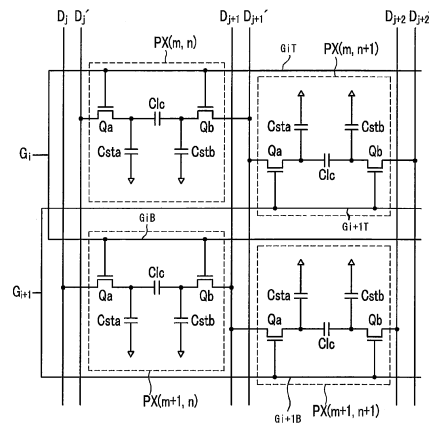 Dj Dj´ Dj+1 Dj+1´ Dj+2 Dj+2´
PX(m, n) GiT PX(m, n+1)
Clc Csta Cstb
Qa Qb
Gi Csta Cstb Qa Clc Qb
GiB Gi+1T
Clc
Gi+1 Qa Qb Csta Cstb
Csta Cstb Qa Clc Qb
PX(m+1, n) Gi+1B PX(m+1, n+1)